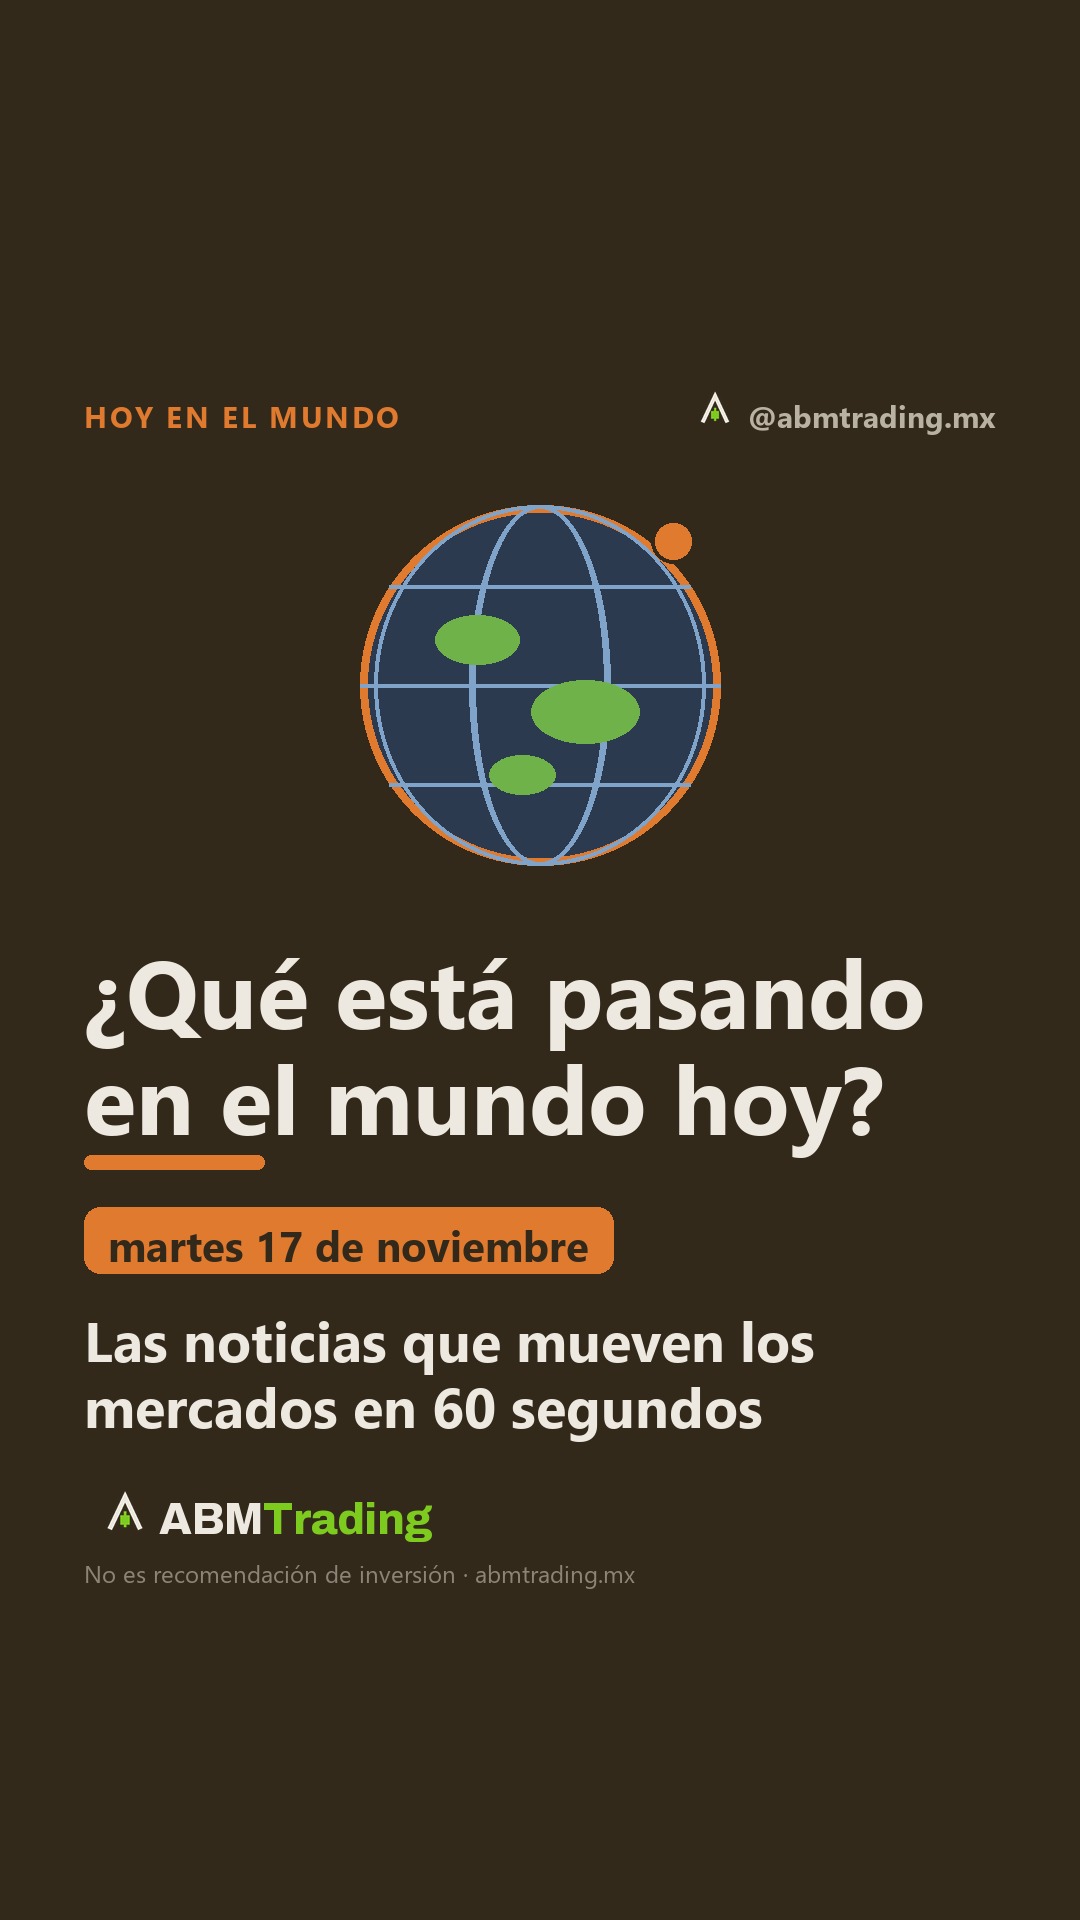 HOY EN EL MUNDO
@abmtrading.mx
¿Qué está pasando
en el mundo hoy?
martes 17 de noviembre
Las noticias que mueven los
mercados en 60 segundos
ABMTrading
No es recomendación de inversión · abmtrading.mx